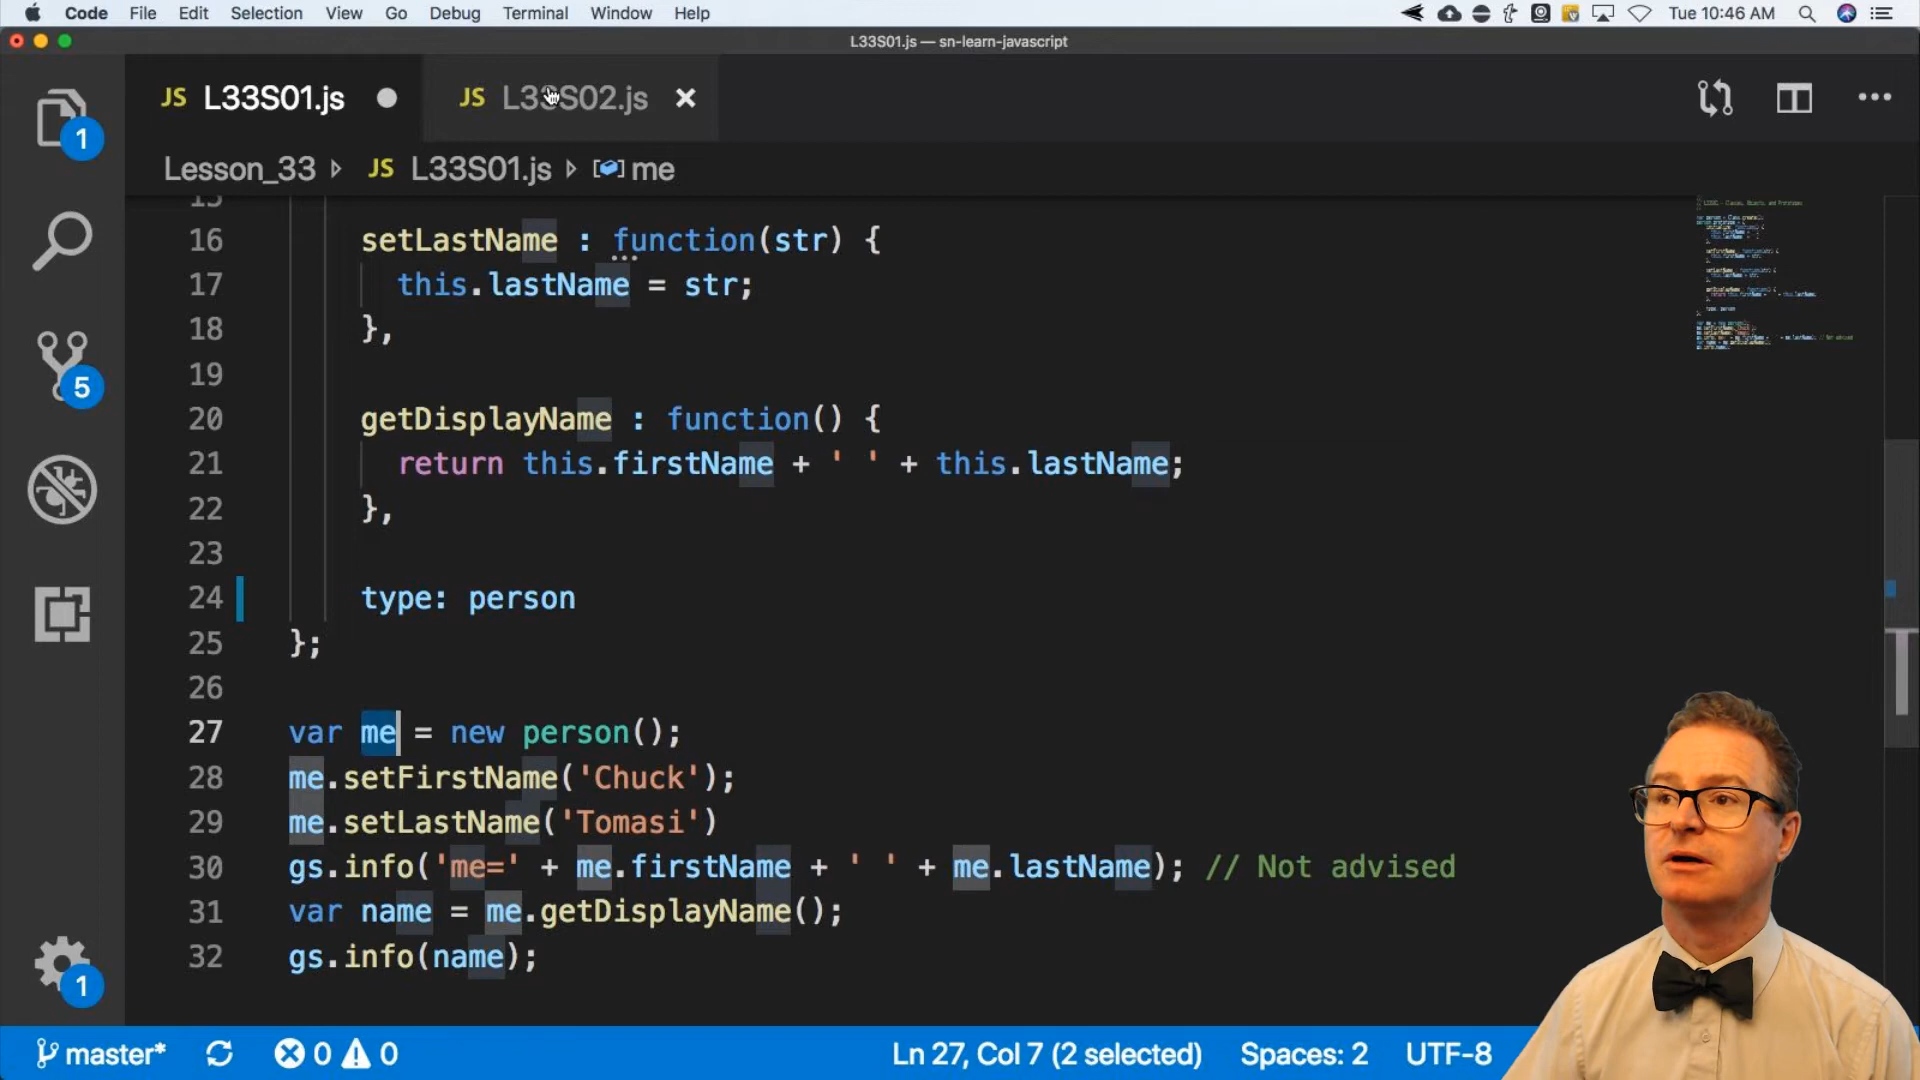 Code File Edit Selection View Go Debug Terminal Window Help Tue 10:46 AM
L33S01.js — sn-learn-javascript
JS L33S01.js JS L33S02.js
Lesson_33 JS L33S01.js me
1
5
1
15
16 setLastName : function(str) {
17 this.lastName = str;
18 },
19
20 getDisplayName : function() {
21 return this.firstName + ' ' + this.lastName;
22 },
23
24 type: person
25 };
26
27 var me = new person();
28 me.setFirstName('Chuck');
29 me.setLastName('Tomasi')
30 gs.info('me=' + me.firstName + ' ' + me.lastName); // Not advised
31 var name = me.getDisplayName();
32 gs.info(name);
master* 0 0 Ln 27, Col 7 (2 selected) Spaces: 2 UTF-8